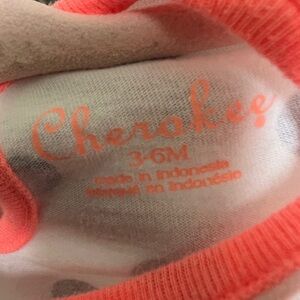 Cherokee
3-6M
made in Indonesia
fabriqué en Indonésie